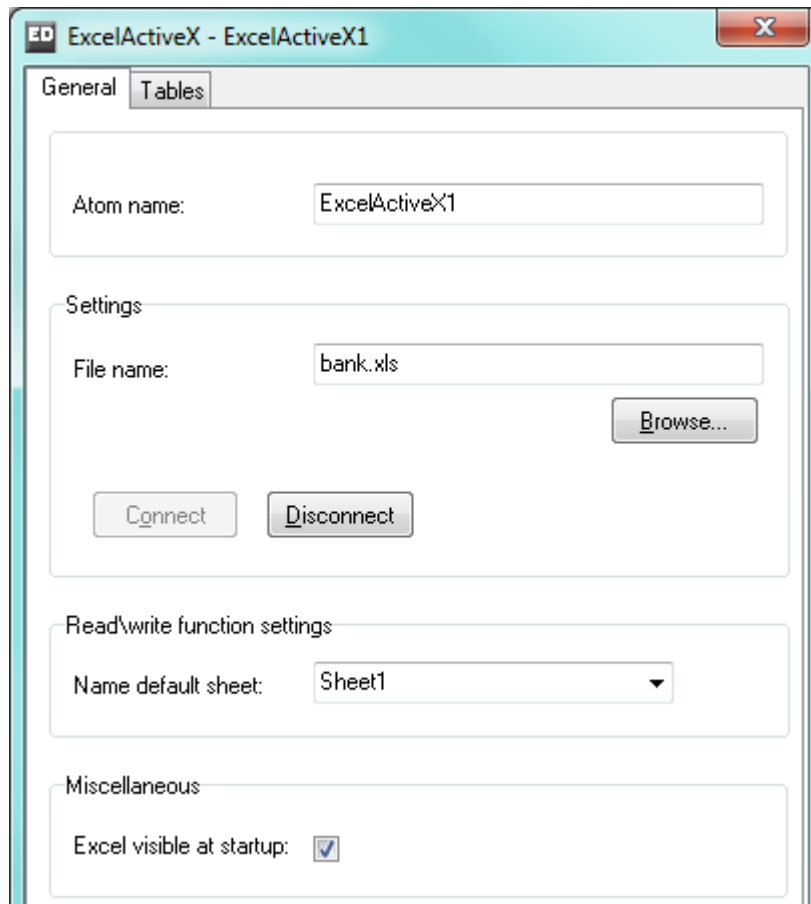 ED ExcelActiveX - ExcelActiveX1
General Tables
Atom name: ExcelActiveX1
Settings
File name: bank.xls
Browse...
Connect Disconnect
Read\write function settings
Name default sheet: Sheet1
Miscellaneous
Excel visible at startup: